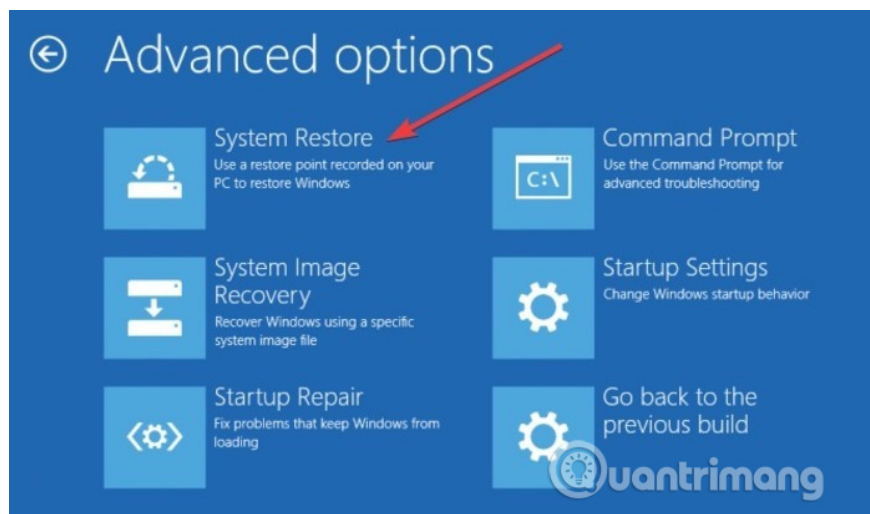 Advanced options
System Restore
Use a restore point recorded on your
PC to restore Windows
Command Prompt
Use the Command Prompt for
advanced troubleshooting
C:\
System Image
Recovery
Recover Windows using a specific
system image file
Startup Settings
Change Windows startup behavior
Startup Repair
Fix problems that keep Windows from
loading
Go back to the
previous build
Quantrimang